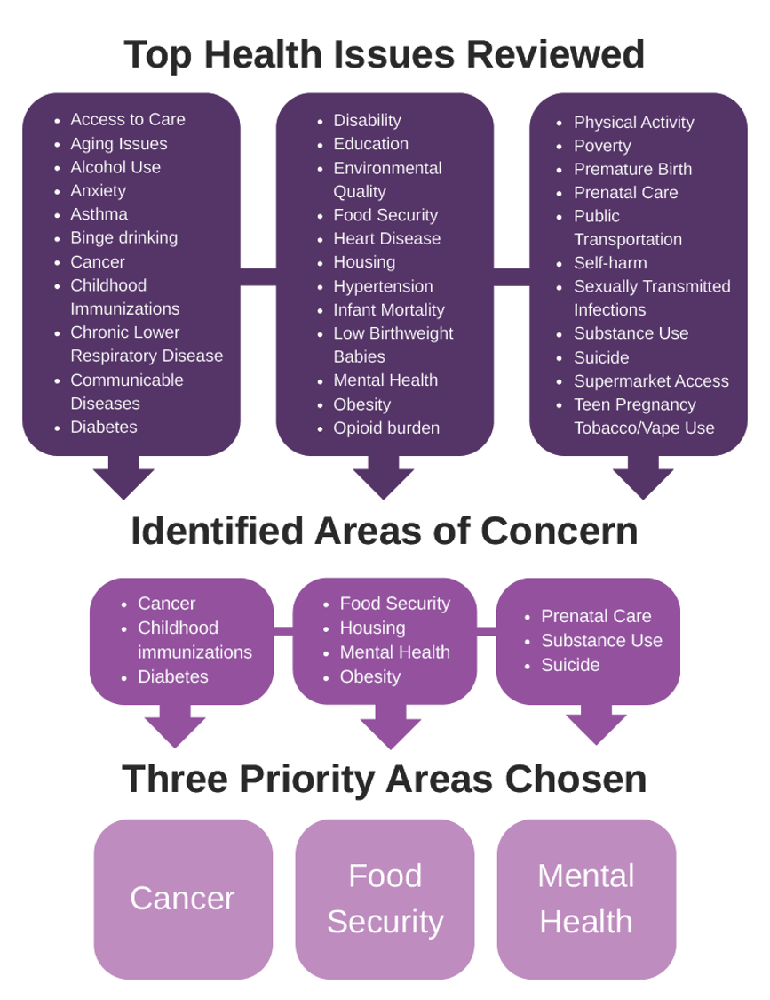 Top Health Issues Reviewed
Access to Care
Aging Issues
Alcohol Use
Anxiety
Asthma
Binge drinking
Cancer
Childhood
Immunizations
Chronic Lower
Respiratory Disease
Communicable
Diseases
Diabetes
Disability
Education
Environmental
Quality
Food Security
Heart Disease
Housing
Hypertension
Infant Mortality
Low Birthweight
Babies
Mental Health
Obesity
Opioid burden
Physical Activity
Poverty
Premature Birth
Prenatal Care
Public
Transportation
Self-harm
Sexually Transmitted
Infections
Substance Use
Suicide
Supermarket Access
Teen Pregnancy
Tobacco/Vape Use
Identified Areas of Concern
Cancer
Childhood
immunizations
Diabetes
Food Security
Housing
Mental Health
Obesity
Prenatal Care
Substance Use
Suicide
Three Priority Areas Chosen
Cancer
Food
Security
Mental
Health